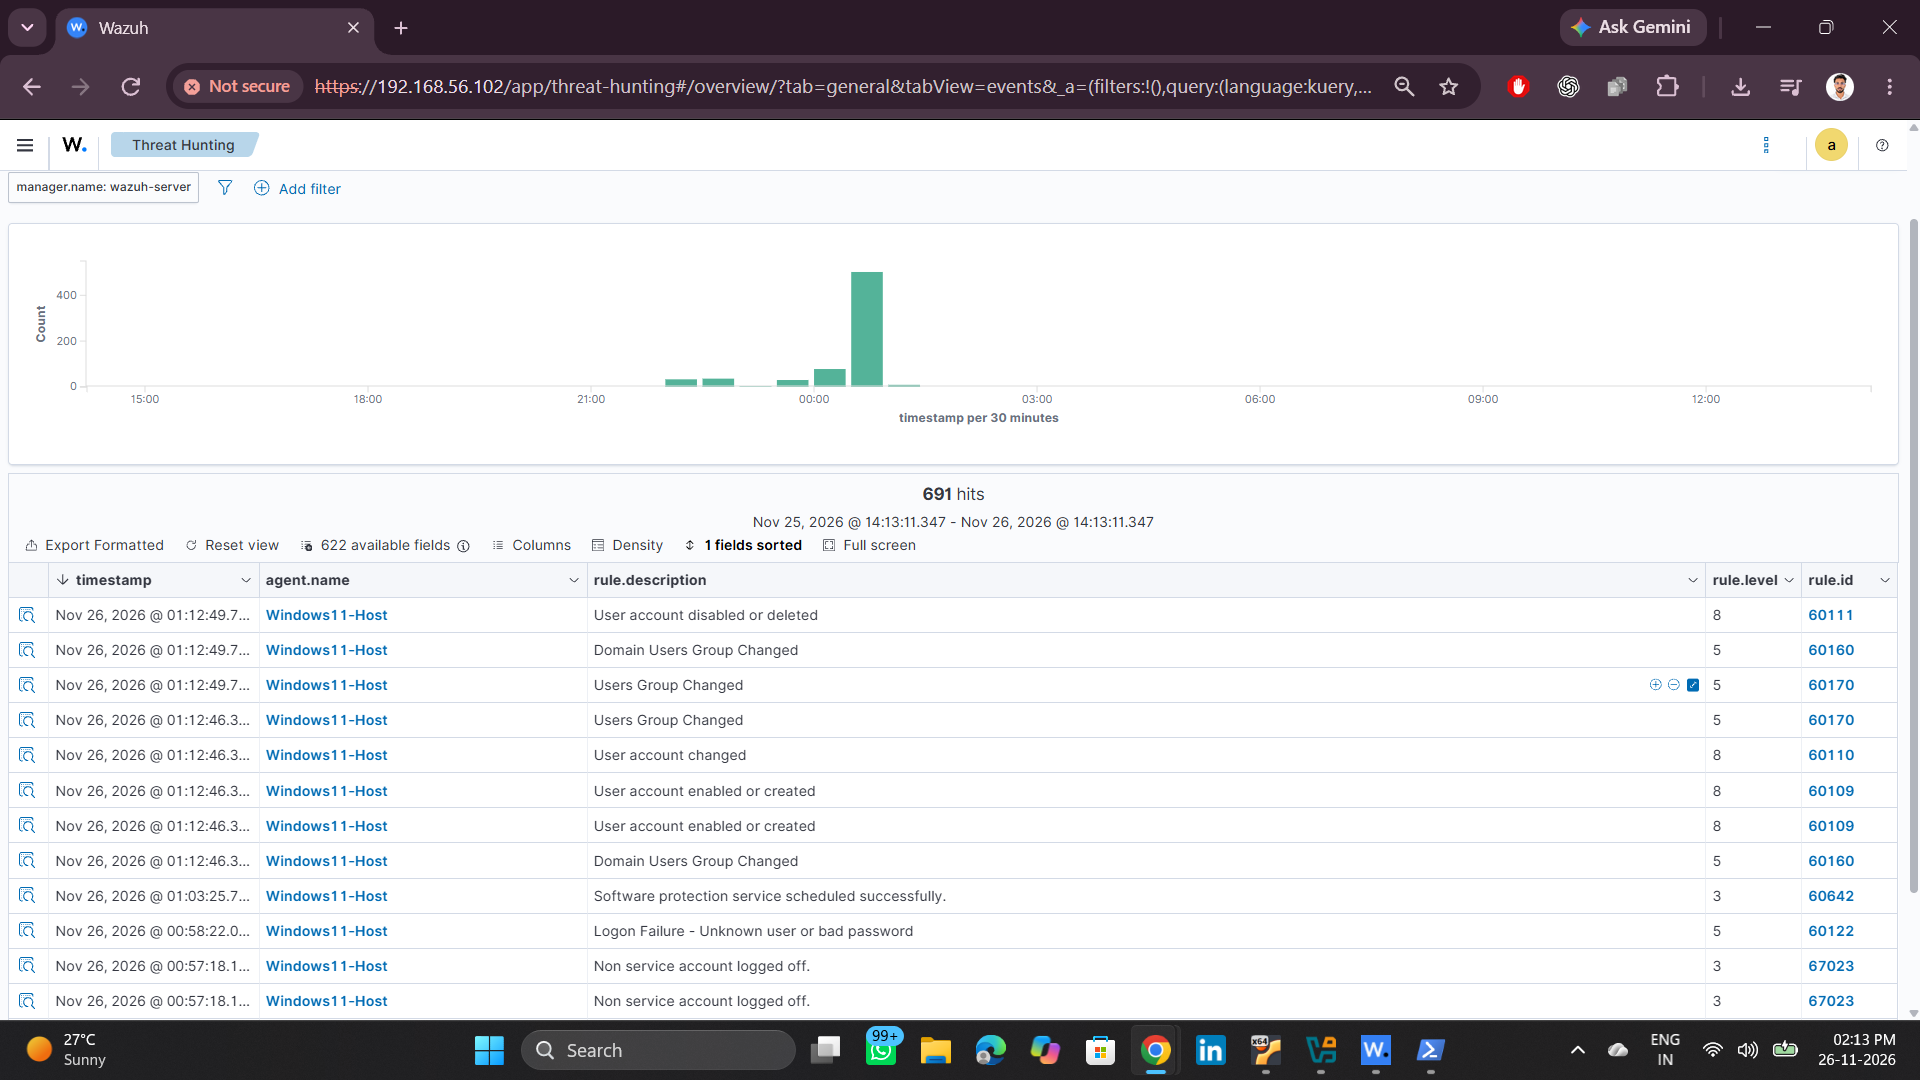 Wazuh
Ask Gemini
Not secure
https://192.168.56.102/app/threat-hunting#/overview/?tab=general&tabView=events&_a=(filters:!(),query:(language:kuery,...
W.
Threat Hunting
a
manager.name: wazuh-server
Add filter
Count
400
200
0
15:00 18:00 21:00 00:00 03:00 06:00 09:00 12:00
timestamp per 30 minutes
691 hits
Nov 25, 2026 @ 14:13:11.347 - Nov 26, 2026 @ 14:13:11.347
Export Formatted Reset view 622 available fields Columns Density 1 fields sorted Full screen
timestamp agent.name rule.description rule.level rule.id
Nov 26, 2026 @ 01:12:49.7... Windows11-Host User account disabled or deleted 8 60111
Nov 26, 2026 @ 01:12:49.7... Windows11-Host Domain Users Group Changed 5 60160
Nov 26, 2026 @ 01:12:49.7... Windows11-Host Users Group Changed 5 60170
Nov 26, 2026 @ 01:12:46.3... Windows11-Host Users Group Changed 5 60170
Nov 26, 2026 @ 01:12:46.3... Windows11-Host User account changed 8 60110
Nov 26, 2026 @ 01:12:46.3... Windows11-Host User account enabled or created 8 60109
Nov 26, 2026 @ 01:12:46.3... Windows11-Host User account enabled or created 8 60109
Nov 26, 2026 @ 01:12:46.3... Windows11-Host Domain Users Group Changed 5 60160
Nov 26, 2026 @ 01:03:25.7... Windows11-Host Software protection service scheduled successfully. 3 60642
Nov 26, 2026 @ 00:58:22.0... Windows11-Host Logon Failure - Unknown user or bad password 5 60122
Nov 26, 2026 @ 00:57:18.1... Windows11-Host Non service account logged off. 3 67023
Nov 26, 2026 @ 00:57:18.1... Windows11-Host Non service account logged off. 3 67023
27°C
Sunny
Search
99+
ENG
IN
02:13 PM
26-11-2026